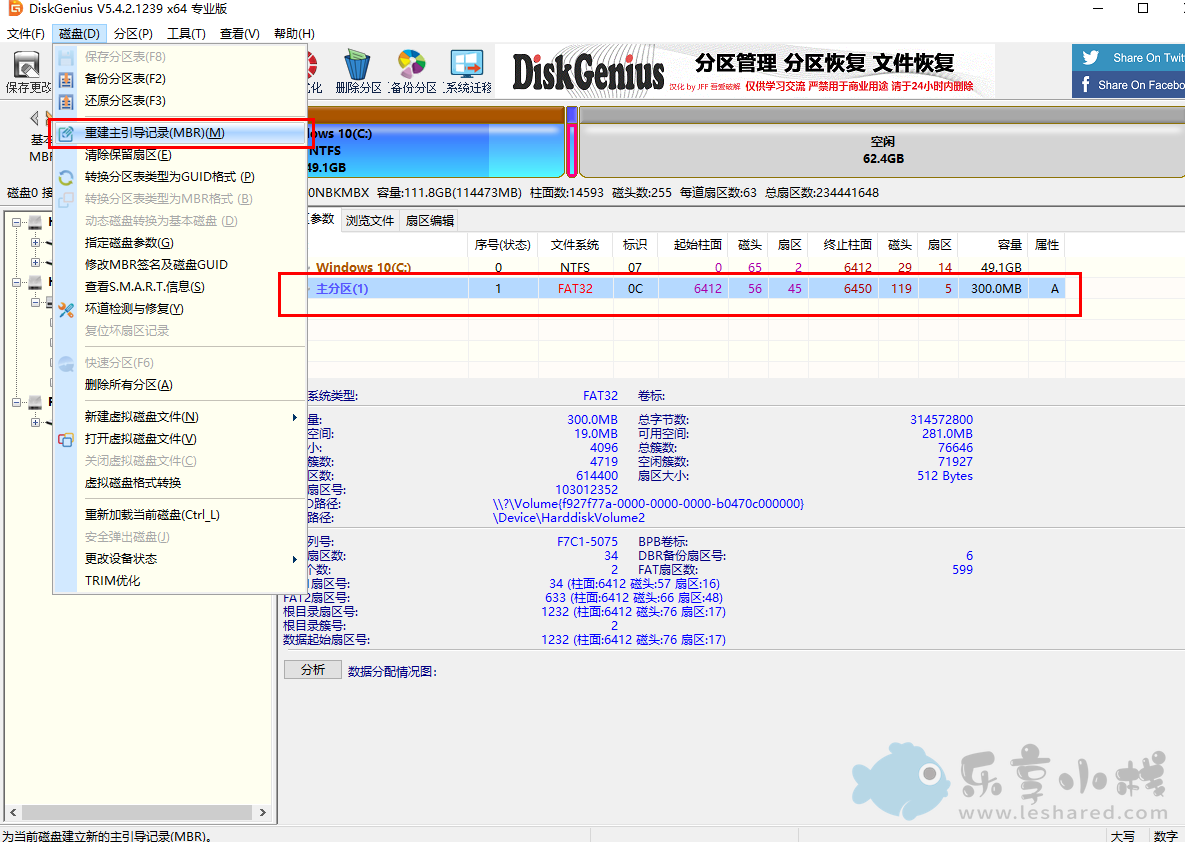 DiskGenius V5.4.2.1239 x64 专业版
文件(F) 磁盘(D) 分区(P) 工具(T) 查看(V) 帮助(H)
保存更改 删除分区 备份分区 系统迁移
DiskGenius 分区管理 分区恢复 文件恢复
汉化 by JFF 吾爱破解 仅供学习交流 严禁用于商业用途 请于24小时内删除
Share On Twitt
Share On Facebo
保存分区表(F8)
备份分区表(F2)
还原分区表(F3)
重建主引导记录(MBR)(M)
清除保留扇区(E)
转换分区表类型为GUID格式 (P)
转换分区表类型为MBR格式 (B)
动态磁盘转换为基本磁盘 (D)
指定磁盘参数(G)
修改MBR签名及磁盘GUID
查看S.M.A.R.T.信息(S)
坏道检测与修复(Y)
复位坏扇区记录
快速分区(F6)
删除所有分区(A)
新建虚拟磁盘文件(N)
打开虚拟磁盘文件(V)
关闭虚拟磁盘文件(C)
虚拟磁盘格式转换
重新加载当前磁盘(Ctrl_L)
安全弹出磁盘(J)
更改设备状态
TRIM优化
基本
MBR
ows 10(C:)
NTFS
49.1GB
空闲
62.4GB
磁盘0 接 0NBKMBX 容量:111.8GB(114473MB) 柱面数:14593 磁头数:255 每道扇区数:63 总扇区数:234441648
参数 浏览文件 扇区编辑
序号(状态) 文件系统 标识 起始柱面 磁头 扇区 终止柱面 磁头 扇区 容量 属性
Windows 10(C:) 0 NTFS 07 0 65 2 6412 29 14 49.1GB
主分区(1) 1 FAT32 0C 6412 56 45 6450 119 5 300.0MB A
系统类型: FAT32 卷标:
量: 300.0MB 总字节数: 314572800
空间: 19.0MB 可用空间: 281.0MB
小: 4096 总簇数: 76646
簇数: 4719 空闲簇数: 71927
区数: 614400 扇区大小: 512 Bytes
扇区号: 103012352
D路径: \\?\Volume{f927f77a-0000-0000-0000-b0470c000000}
路径: \Device\HarddiskVolume2
列号: F7C1-5075 BPB卷标:
扇区数: 34 DBR备份扇区号: 6
个数: 2 FAT扇区数: 599
扇区号: 34 (柱面:6412 磁头:57 扇区:16)
FAT2扇区号: 633 (柱面:6412 磁头:66 扇区:48)
根目录扇区号: 1232 (柱面:6412 磁头:76 扇区:17)
根目录簇号: 2
数据起始扇区号: 1232 (柱面:6412 磁头:76 扇区:17)
分析 数据分配情况图:
乐享小栈
www.leshared.com
为当前磁盘建立新的主引导记录(MBR)。 大写 数字